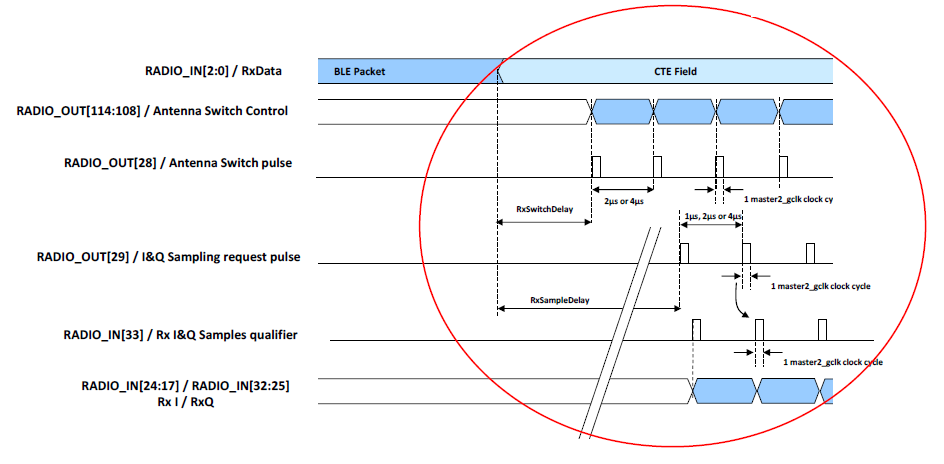 RADIO_IN[2:0] / RxData
BLE Packet
CTE Field
RADIO_OUT[114:108] / Antenna Switch Control
RADIO_OUT[28] / Antenna Switch pulse
2µs or 4µs
1 master2_gclk clock cy
RxSwitchDelay
1µs, 2µs or 4µs
RADIO_OUT[29] / I&Q Sampling request pulse
1 master2_gclk clock cycle
RxSampleDelay
RADIO_IN[33] / Rx I&Q Samples qualifier
1 master2_gclk clock cycle
RADIO_IN[24:17] / RADIO_IN[32:25]
Rx I / RxQ